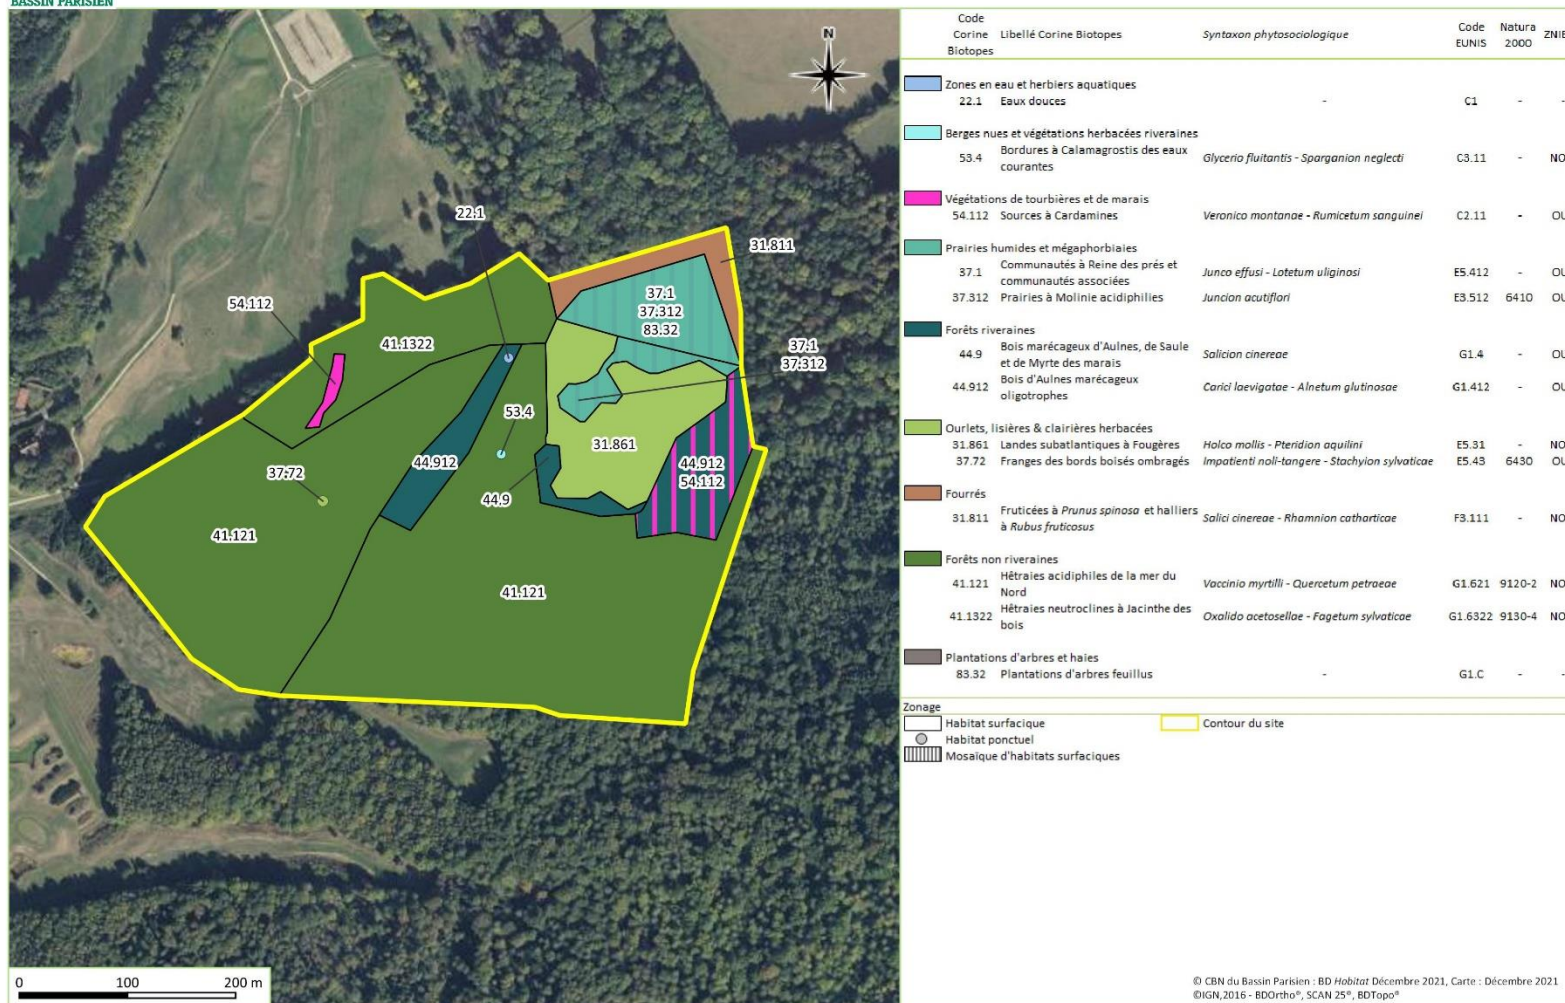 BASSIN PARISIEN
N
22.1
31.811
54.112
37.1
37.312
83.32
41.1322
37.1
37.312
53.4
31.861
44.912
44.912
54.112
37.72
44.9
41.121
41.121
0 100 200 m
Code Corine Biotopes Libellé Corine Biotopes Syntaxon phytosociologique Code EUNIS Natura 2000
Zones en eau et herbiers aquatiques
22.1 Eaux douces - C1 - -
Berges nues et végétations herbacées riveraines
53.4 Bordures à Calamagrostis des eaux courantes Glycerio fluitantis - Sparganion neglecti C3.11 - NO
Végétations de tourbières et de marais
54.112 Sources à Cardamines Veronico montanae - Rumicetum sanguinei C2.11 - OU
Prairies humides et mégaphorbiaies
37.1 Communautés à Reine des prés et communautés associées Junco effusi - Lotetum uliginosi E5.412 - OU
37.312 Prairies à Molinie acidiphilies Juncion acutiflori E3.512 6410 OU
Forêts riveraines
44.9 Bois marécageux d'Aulnes, de Saule et de Myrte des marais Salicion cinereae G1.4 - OU
44.912 Bois d'Aulnes marécageux oligotrophes Carici laevigatae - Alnetum glutinosae G1.412 - OU
Ourlets, lisières & clairières herbacées
31.861 Landes subatlantiques à Fougères Holco mollis - Pteridion aquilini E5.31 - NO
37.72 Franges des bords boisés ombragés Impatienti noli-tangere - Stachyion sylvaticae E5.43 6430 OU
Fourrés
31.811 Fruticées à Prunus spinosa et halliers à Rubus fruticosus Salici cinereae - Rhamnion catharticae F3.111 - NO
Forêts non riveraines
41.121 Hêtraies acidiphiles de la mer du Nord Vaccinio myrtilli - Quercetum petraeae G1.621 9120-2 NO
41.1322 Hêtraies neutroclines à Jacinthe des bois Oxalido acetosellae - Fagetum sylvaticae G1.6322 9130-4 NO
Plantations d'arbres et haies
83.32 Plantations d'arbres feuillus - G1.C - -
Zonage
Habitat surfacique Contour du site
Habitat ponctuel
Mosaïque d'habitats surfaciques
© CBN du Bassin Parisien : BD Habitat Décembre 2021, Carte : Décembre 2021
©IGN,2016 - BDOrtho®, SCAN 25®, BDTopo®